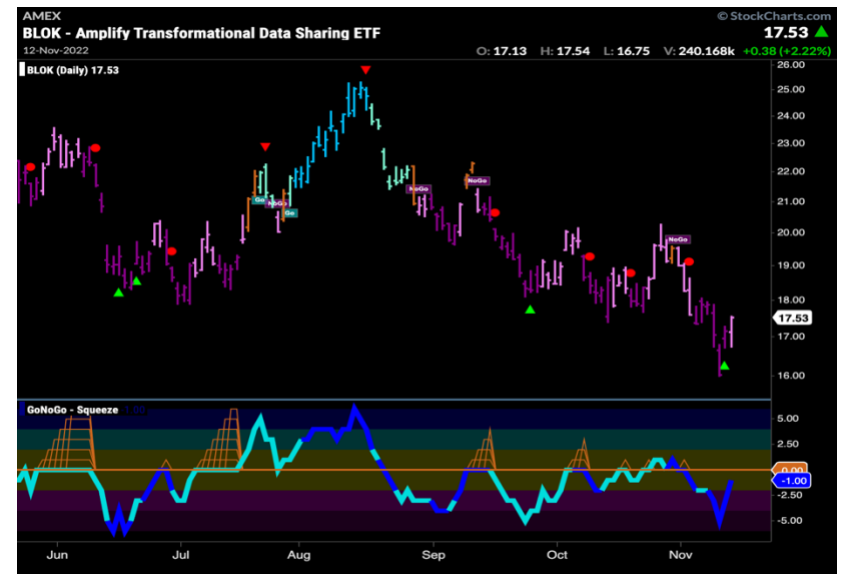 AMEX
© StockCharts.com
BLOK - Amplify Transformational Data Sharing ETF
17.53
12-Nov-2022
O: 17.13 H: 17.54 L: 16.75 V: 240.168k +0.38 (+2.22%)
BLOK (Daily) 17.53
26.00
25.00
24.00
23.00
22.00
21.00
20.00
19.00
18.00
17.53
17.00
16.00
Go
NoGo
Go
NoGo
NoGo
NoGo
GoNoGo - Squeeze -1.00
5.00
2.50
0.00
-1.00
-2.50
-5.00
Jun Jul Aug Sep Oct Nov